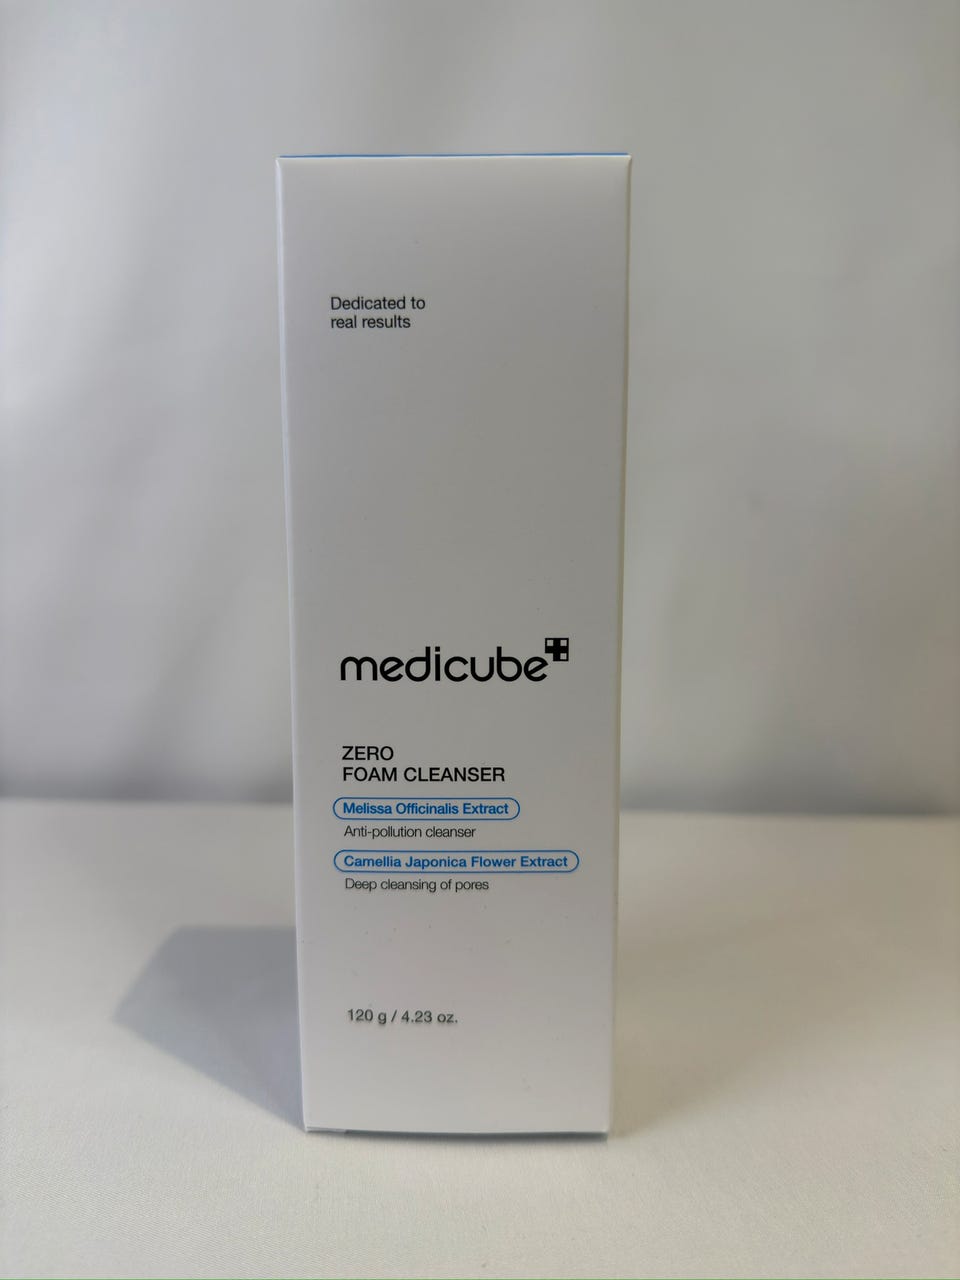 Dedicated to
real results
medicube
ZERO
FOAM CLEANSER
Melissa Officinalis Extract
Anti-pollution cleanser
Camellia Japonica Flower Extract
Deep cleansing of pores
120 g / 4.23 oz.